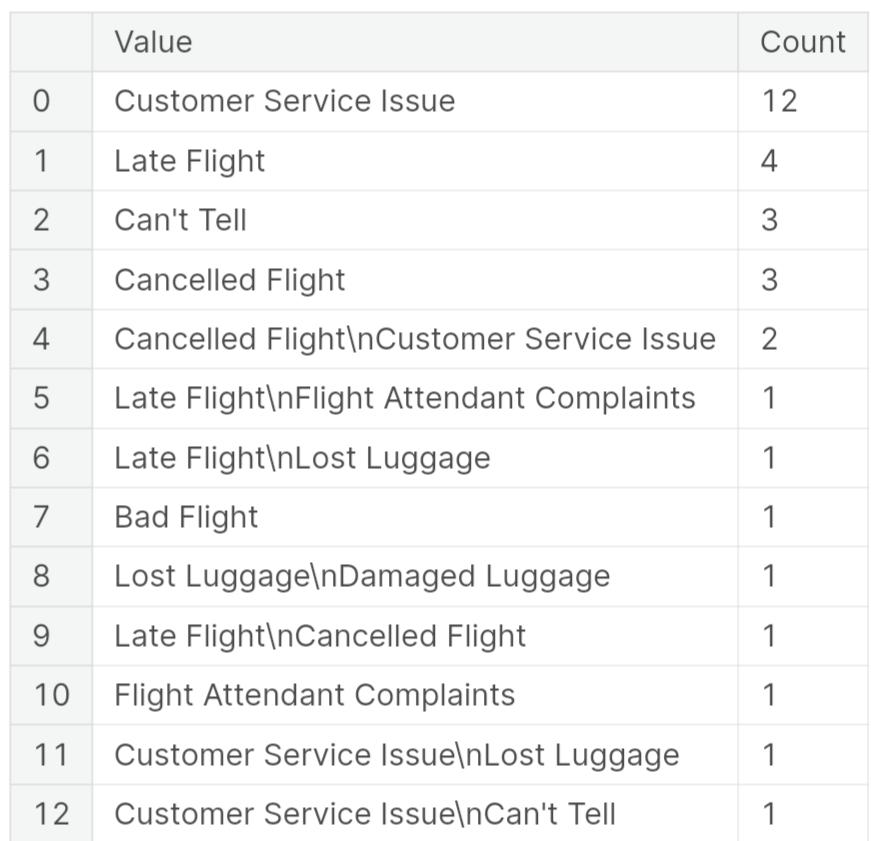 Value Count
0 Customer Service Issue 12
1 Late Flight 4
2 Can't Tell 3
3 Cancelled Flight 3
4 Cancelled Flight\nCustomer Service Issue 2
5 Late Flight\nFlight Attendant Complaints 1
6 Late Flight\nLost Luggage 1
7 Bad Flight 1
8 Lost Luggage\nDamaged Luggage 1
9 Late Flight\nCancelled Flight 1
10 Flight Attendant Complaints 1
11 Customer Service Issue\nLost Luggage 1
12 Customer Service Issue\nCan't Tell 1